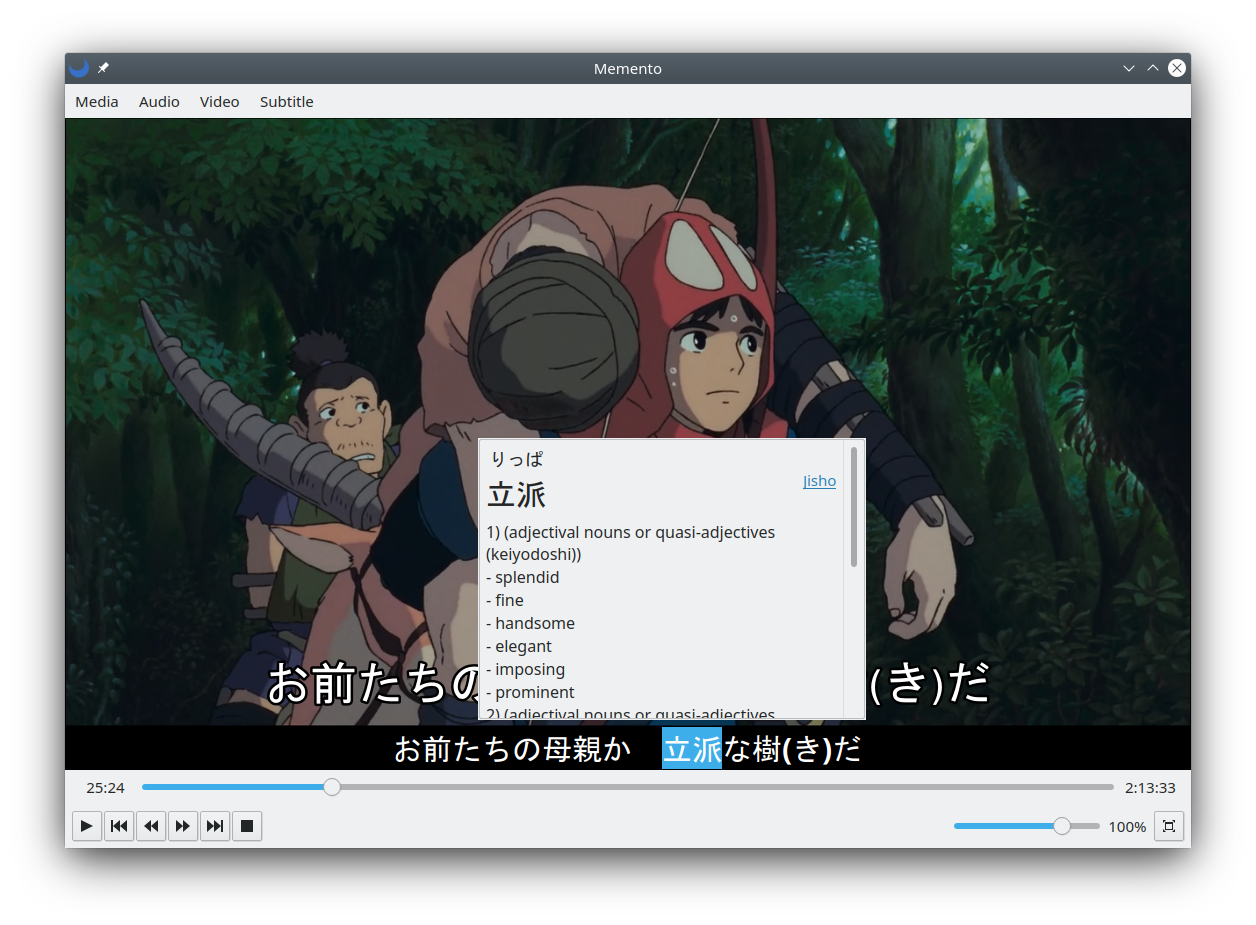 Memento
Media Audio Video Subtitle
りっぱ
Jisho
立派
1) (adjectival nouns or quasi-adjectives
(keiyodoshi))
- splendid
- fine
- handsome
- elegant
- imposing
- prominent
2) (adjectival nouns or quasi-adjectives
お前たちの (き)だ
お前たちの母親か 立派な樹(き)だ
25:24 2:13:33
100%